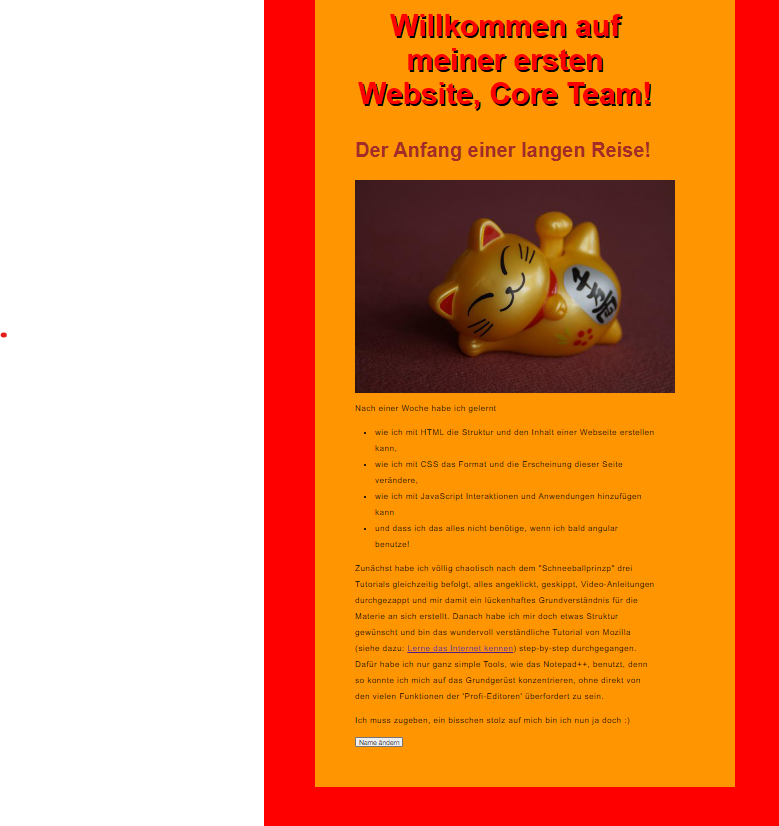 Willkommen auf
meiner ersten
Website, Core Team!
Der Anfang einer langen Reise!
Nach einer Woche habe ich gelernt
wie ich mit HTML die Struktur und den Inhalt einer Webseite erstellen
kann,
wie ich mit CSS das Format und die Erscheinung dieser Seite
verändere,
wie ich mit JavaScript Interaktionen und Anwendungen hinzufügen
kann
und dass ich das alles nicht benötige, wenn ich bald angular
benutze!
Zunächst habe ich völlig chaotisch nach dem "Schneeballprinzp" drei
Tutorials gleichzeitig befolgt, alles angeklickt, geskippt, Video-Anleitungen
durchgezappt und mir damit ein lückenhaftes Grundverständnis für die
Materie an sich erstellt. Danach habe ich mir doch etwas Struktur
gewünscht und bin das wundervoll verständliche Tutorial von Mozilla
(siehe dazu: Lerne das Internet kennen) step-by-step durchgegangen.
Dafür habe ich nur ganz simple Tools, wie das Notepad++, benutzt, denn
so konnte ich mich auf das Grundgerüst konzentrieren, ohne direkt von
den vielen Funktionen der 'Profi-Editoren' überfordert zu sein.
Ich muss zugeben, ein bisschen stolz auf mich bin ich nun ja doch :)
Name ändern